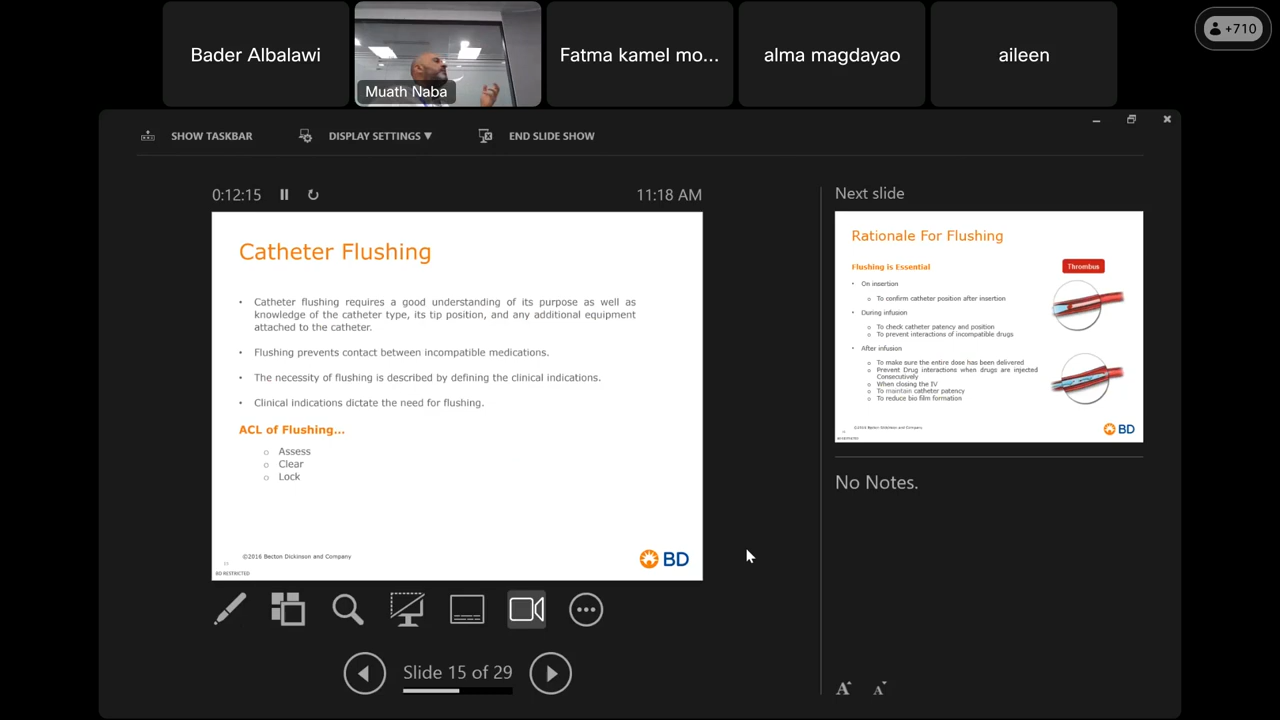 Bader Albalawi
Muath Naba
Fatma kamel mo...
alma magdayao
aileen
+710
SHOW TASKBAR
DISPLAY SETTINGS ▼
END SLIDE SHOW
0:12:15
11:18 AM
Catheter Flushing
• Catheter flushing requires a good understanding of its purpose as well as
knowledge of the catheter type, its tip position, and any additional equipment
attached to the catheter.
• Flushing prevents contact between incompatible medications.
• The necessity of flushing is described by defining the clinical indications.
• Clinical indications dictate the need for flushing.
ACL of Flushing...
o Assess
o Clear
o Lock
©2016 Becton Dickinson and Company
BD RESTRICTED
BD
Slide 15 of 29
Next slide
Rationale For Flushing
Flushing is Essential
Thrombus
• On insertion
o To confirm catheter position after insertion
• During infusion
o To check catheter patency and position
o To prevent interactions of incompatible drugs
• After infusion
o To make sure the entire dose has been delivered
o Prevent Drug interactions when drugs are injected
Consecutively
o When closing the IV
o To maintain catheter patency
o To reduce bio film formation
©2016 Becton Dickinson and Company
BD
No Notes.
A A